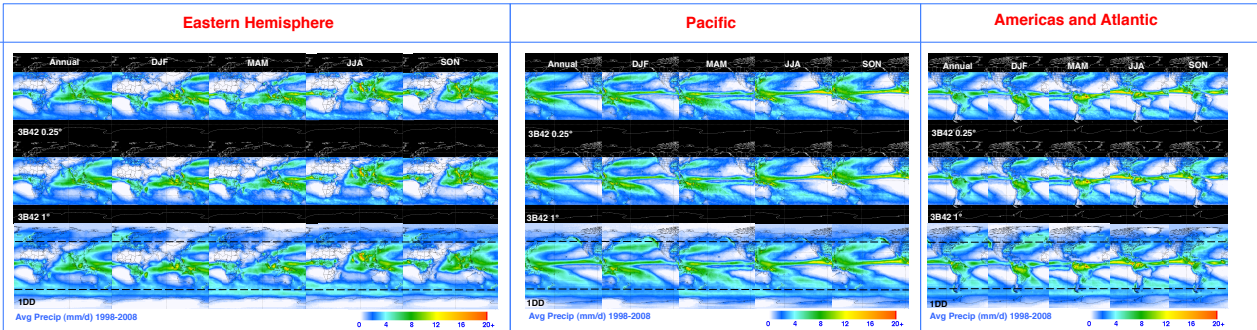 Eastern Hemisphere
Annual DJF MAM JJA SON
3B42 0.25°
3B42 1°
1DD
Avg Precip (mm/d) 1998-2008
0 4 8 12 16 20+
Pacific
Annual DJF MAM JJA SON
3B42 0.25°
3B42 1°
1DD
Avg Precip (mm/d) 1998-2008
0 4 8 12 16 20+
Americas and Atlantic
Annual DJF MAM JJA SON
3B42 0.25°
3B42 1°
1DD
Avg Precip (mm/d) 1998-2008
0 4 8 12 16 20+